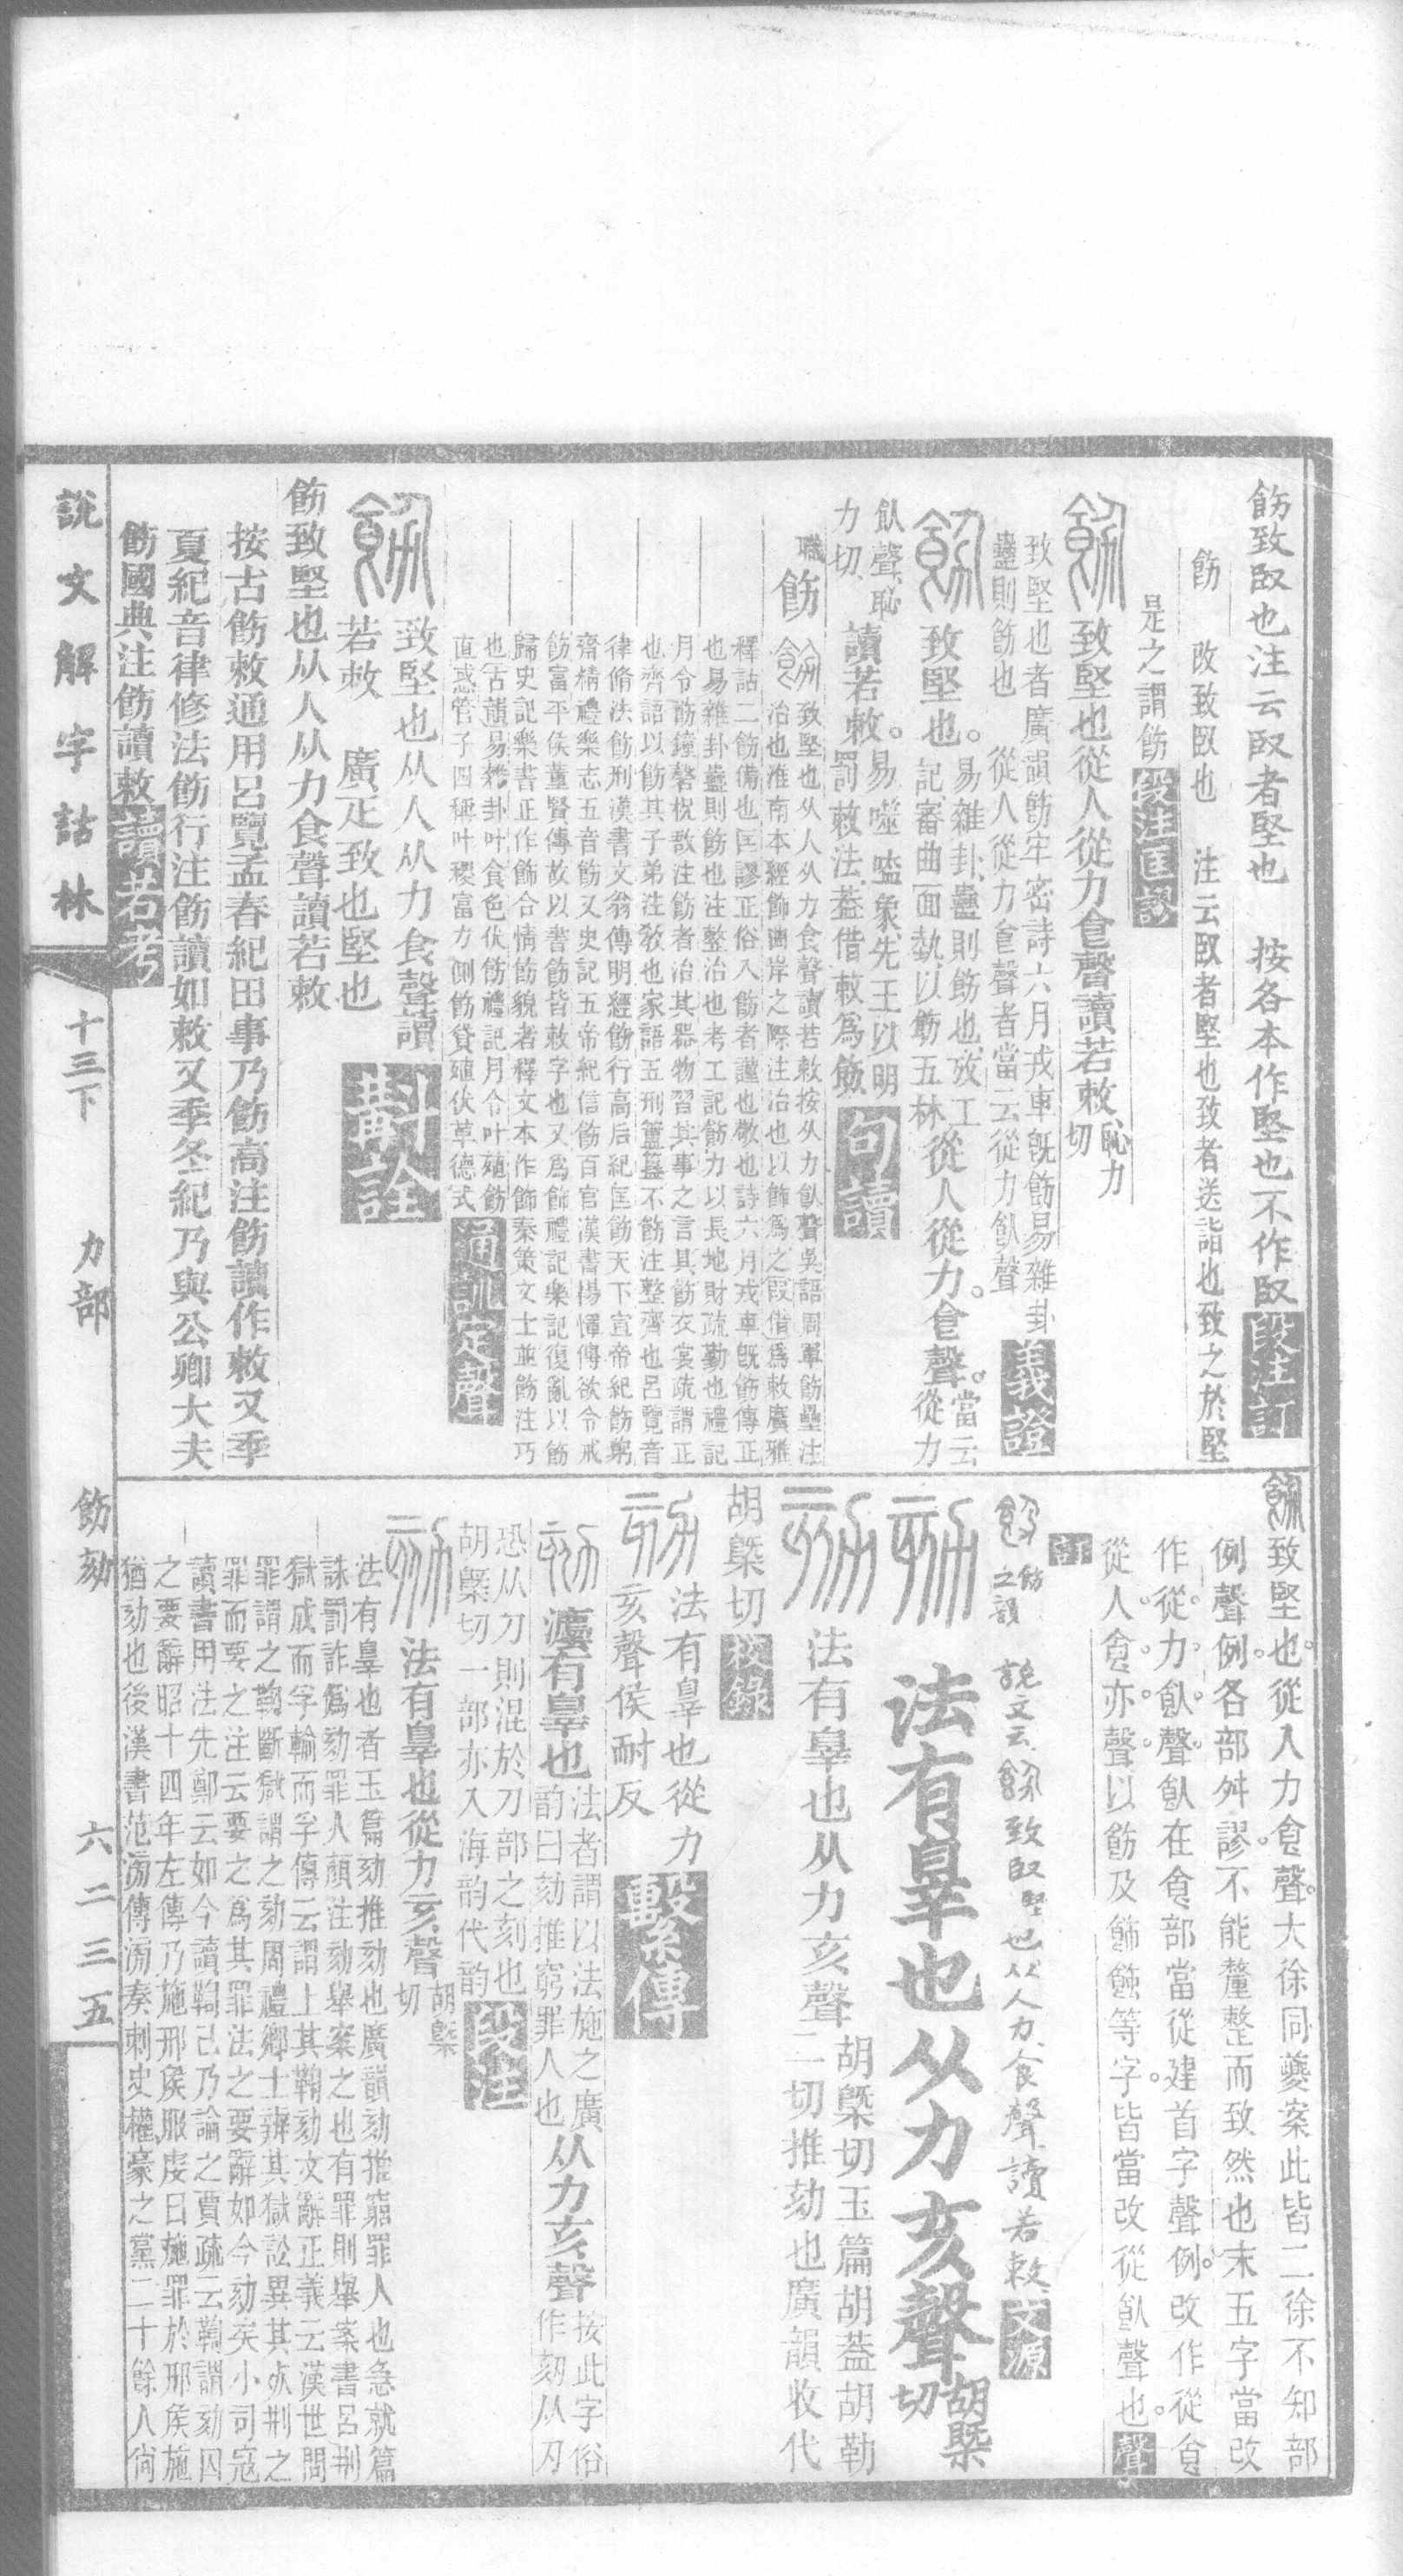 飭致臤也注云臤者堅也　按各本作堅也不作臤段注訂
飭　改致臤也　注云臤者堅也致者送詣也致之於堅
是之謂飭段注匡謬
致堅也從人從力食聲讀若敕恥力切
致堅也者廣韻飭牢密詩六月戎車旣飭易雜卦
蠱則飭也　從人從力食聲者當云從力飤聲義證
致堅也。易雜卦、蠱則飭也、攷工記、審曲面埶、以飭五材從人從力。食聲。當云從力
飤聲、恥力切、讀若敕。易噬嗑象、先王以明罰敕法、葢借敕爲飭句讀
職飭致堅也从人从力食聲讀若敕按从力飤聲吳語周軍飭壘注
治也淮南本經飾曲岸之際注治也以飾爲之叚借爲敕廣雅
釋詁二飭備也匡謬正俗入飭者謹也敬也詩六月戎車旣飭傳正
也易雜卦蠱則飭也注整治也考工記飭力以長地財疏勤也禮記
月令飭鐘磬柷敔注飭者治其器物習其事之言具飭衣裳疏謂正
也齊語以飭其子弟注教也家語五刑簠簋不飭注整齊也呂覽音
律脩法飭刑漢書文翁傳明經飭行高后紀匡飭天下宣帝紀飭躬
齋精禮樂志五音飭又史記五帝紀信飭百官漢書楊惲傳欲令戒
飭富平侯董賢傳故以書飭皆敕字也又爲飾禮記樂記復亂以飭
歸史記樂書正作飾合情飭貌者釋文本作飾秦策文士並飭注巧
也古韻易雜卦叶食色伏飭禮記月令叶殖飭
直惑管子四稱叶稷富力側飭貸殖伏革德式通訓定聲
致堅也从人从力食聲讀
若敕　廣疋致也堅也斠詮
飭致堅也从人从力食聲讀若敕
按古飭敕通用呂覽孟春紀田事乃飭高注飭讀作敕又季
夏紀音律修法飭行注飭讀如敕又季冬紀乃與公卿大夫
飭國典注飭讀敕讀若考
致堅。也從人力食聲。大徐同夔案此皆二徐不知部
例聲例。各部舛謬。不能釐整而致然也末五字當改
作從力。飤聲。飤在食部當從建首字聲例。改作從食
從人。食亦聲。以飭及飾蝕等字。皆當改從飤聲也。聲
訂
飭之韻　說文云致臤堅也从人力、食聲、讀若敕文源
法有辠也从力亥聲胡槩切
法有辠也从力亥聲胡槩切玉篇胡葢胡勒
二切推劾也廣韻收代
胡槩切校錄
法有辠也從力
亥聲侯耐反繫傳
灋有辠也法者謂以法施之廣韵曰劾推窮罪人也从力亥聲按此字俗作刻从刀
恐从刀則混於刀部之刻也
胡槩切一部亦入海韵代韵段注
法有辠也從力亥聲胡槩切
法有辠也者玉篇劾推劾也廣韻劾推窮罪人也急就篇
誅罰詐僞劾罪人顏注劾舉案之也有罪則舉案書呂刑
獄成而孚輸而孚傳云謂上其鞫劾文辭正義云漢世問
罪謂之鞫斷獄謂之劾周禮鄉士辨其獄訟異其死刑之
罪而要之注云要之爲其罪法之要辭如今劾矣小司寇
讀書用法先鄭云如今讀鞫已乃論之賈疏云鞫謂劾囚
之要辭昭十四年左傳乃施邢侯服虔曰施罪於邢侯施
猶劾也後漢書范滂傳滂奏刺史權豪之黨二十餘人尙
說文解字詁林　十三下　力部　飭劾　六二三五